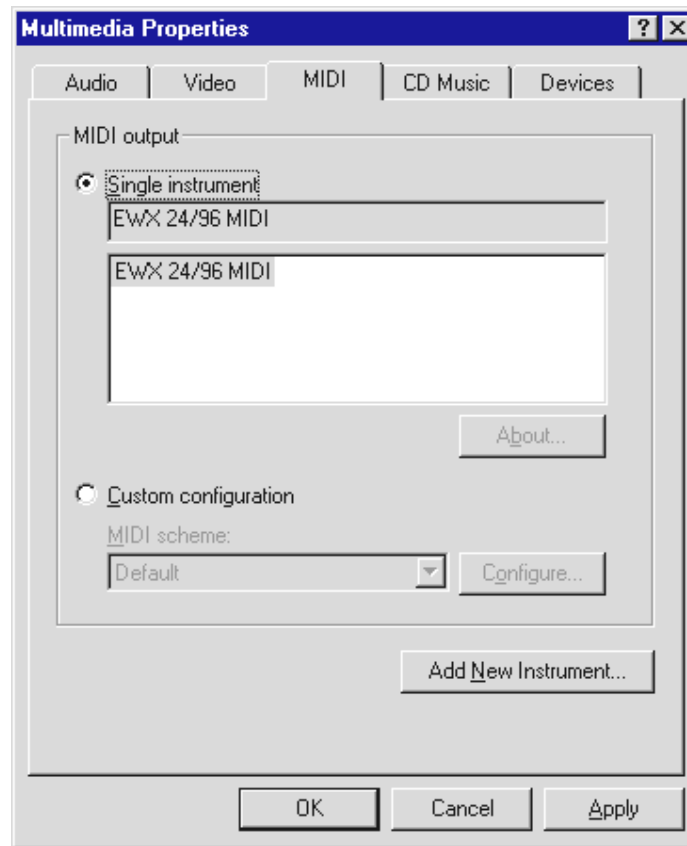 Multimedia Properties
Audio Video MIDI CD Music Devices
MIDI output
Single instrument
EWX 24/96 MIDI
EWX 24/96 MIDI
About...
Custom configuration
MIDI scheme:
Default Configure...
Add New Instrument...
OK Cancel Apply